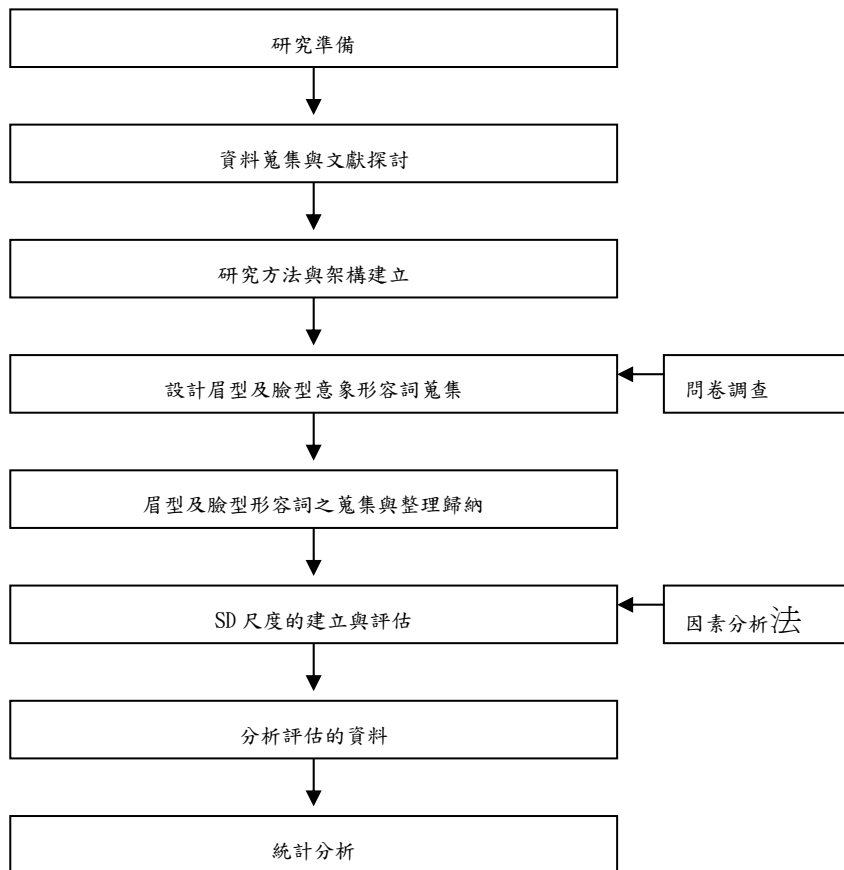 研究準備
資料蒐集與文獻探討
研究方法與架構建立
設計眉型及臉型意象形容詞蒐集
問卷調查
眉型及臉型形容詞之蒐集與整理歸納
SD 尺度的建立與評估
因素分析法
分析評估的資料
統計分析